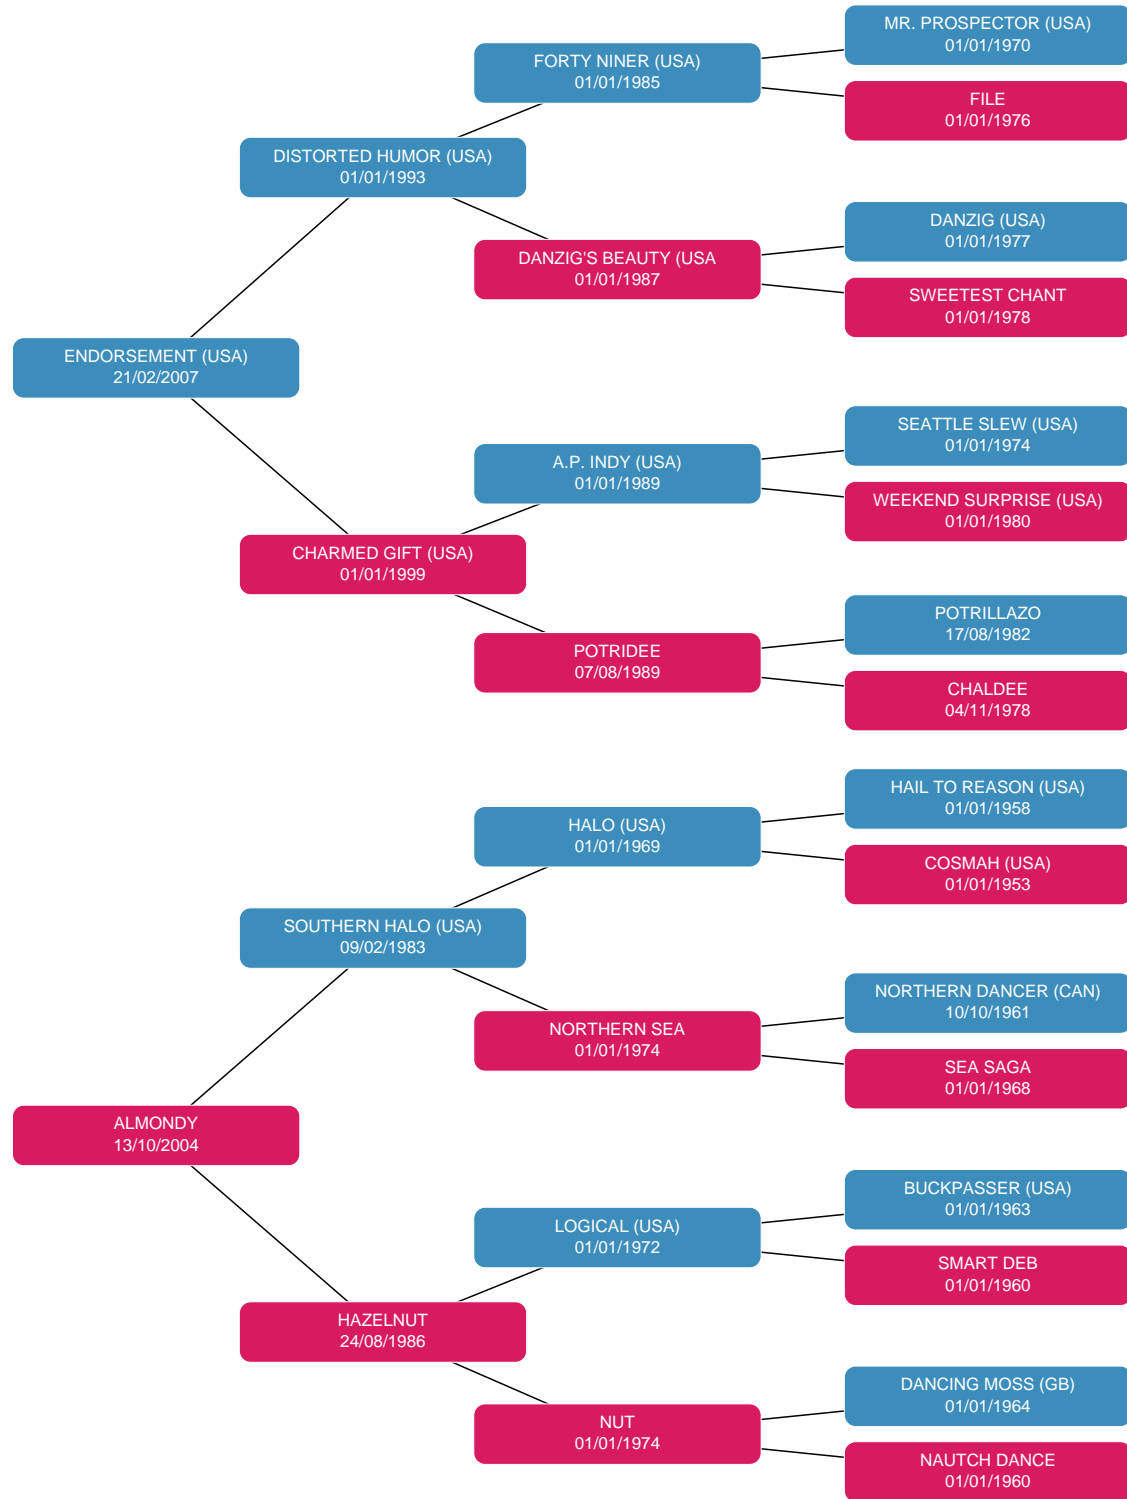 MR. PROSPECTOR (USA)
01/01/1970
FORTY NINER (USA)
01/01/1985
FILE
01/01/1976
DISTORTED HUMOR (USA)
01/01/1993
DANZIG (USA)
01/01/1977
DANZIG'S BEAUTY (USA
01/01/1987
SWEETEST CHANT
01/01/1978
ENDORSEMENT (USA)
21/02/2007
SEATTLE SLEW (USA)
01/01/1974
A.P. INDY (USA)
01/01/1989
WEEKEND SURPRISE (USA)
01/01/1980
CHARMED GIFT (USA)
01/01/1999
POTRILLAZO
17/08/1982
POTRIDEE
07/08/1989
CHALDEE
04/11/1978
HAIL TO REASON (USA)
01/01/1958
HALO (USA)
01/01/1969
COSMAH (USA)
01/01/1953
SOUTHERN HALO (USA)
09/02/1983
NORTHERN DANCER (CAN)
10/10/1961
NORTHERN SEA
01/01/1974
SEA SAGA
01/01/1968
ALMONDY
13/10/2004
BUCKPASSER (USA)
01/01/1963
LOGICAL (USA)
01/01/1972
SMART DEB
01/01/1960
HAZELNUT
24/08/1986
DANCING MOSS (GB)
01/01/1964
NUT
01/01/1974
NAUTCH DANCE
01/01/1960